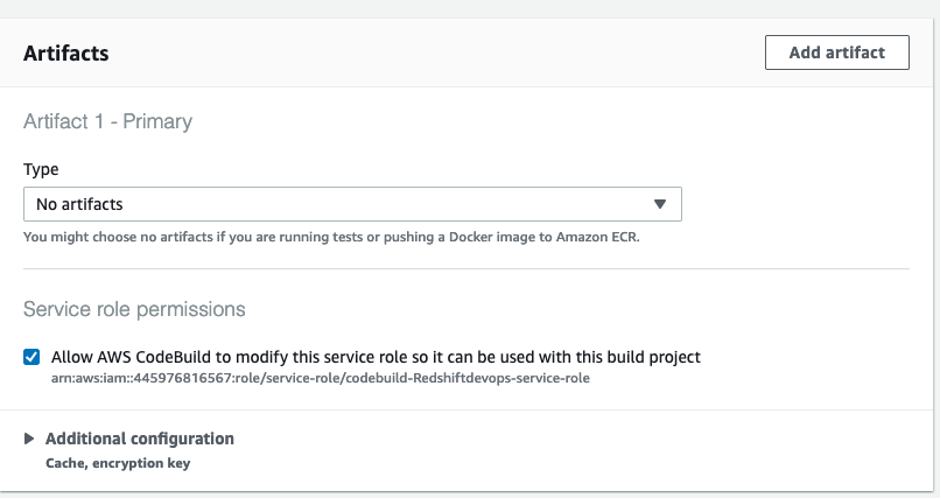 Artifacts
Add artifact
Artifact 1 - Primary
Type
No artifacts
You might choose no artifacts if you are running tests or pushing a Docker image to Amazon ECR.
Service role permissions
Allow AWS CodeBuild to modify this service role so it can be used with this build project
arn:aws:iam::445976816567:role/service-role/codebuild-Redshiftdevops-service-role
Additional configuration
Cache, encryption key